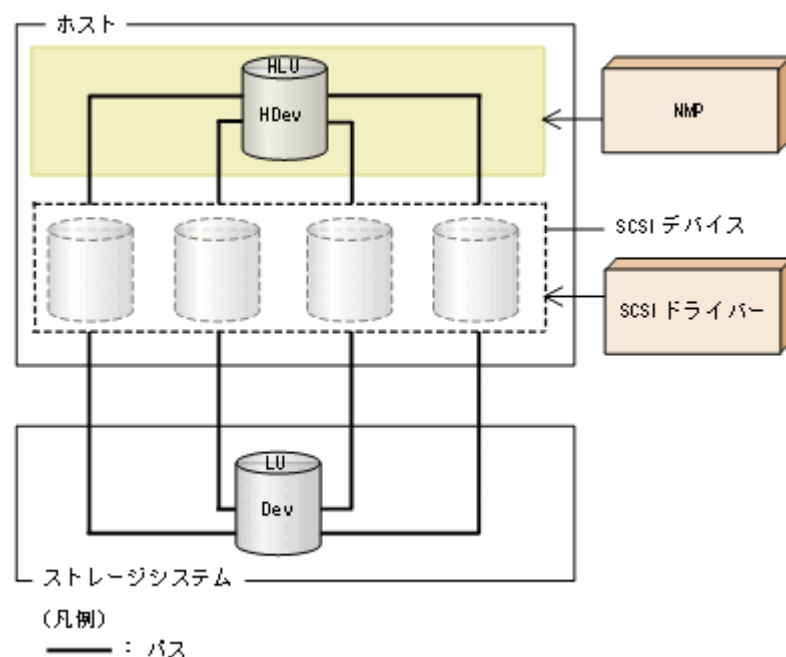 ホスト
HLU
HDev
NMP
SCSI デバイス
SCSI ドライバー
LU
Dev
ストレージシステム
(凡例)
: パス